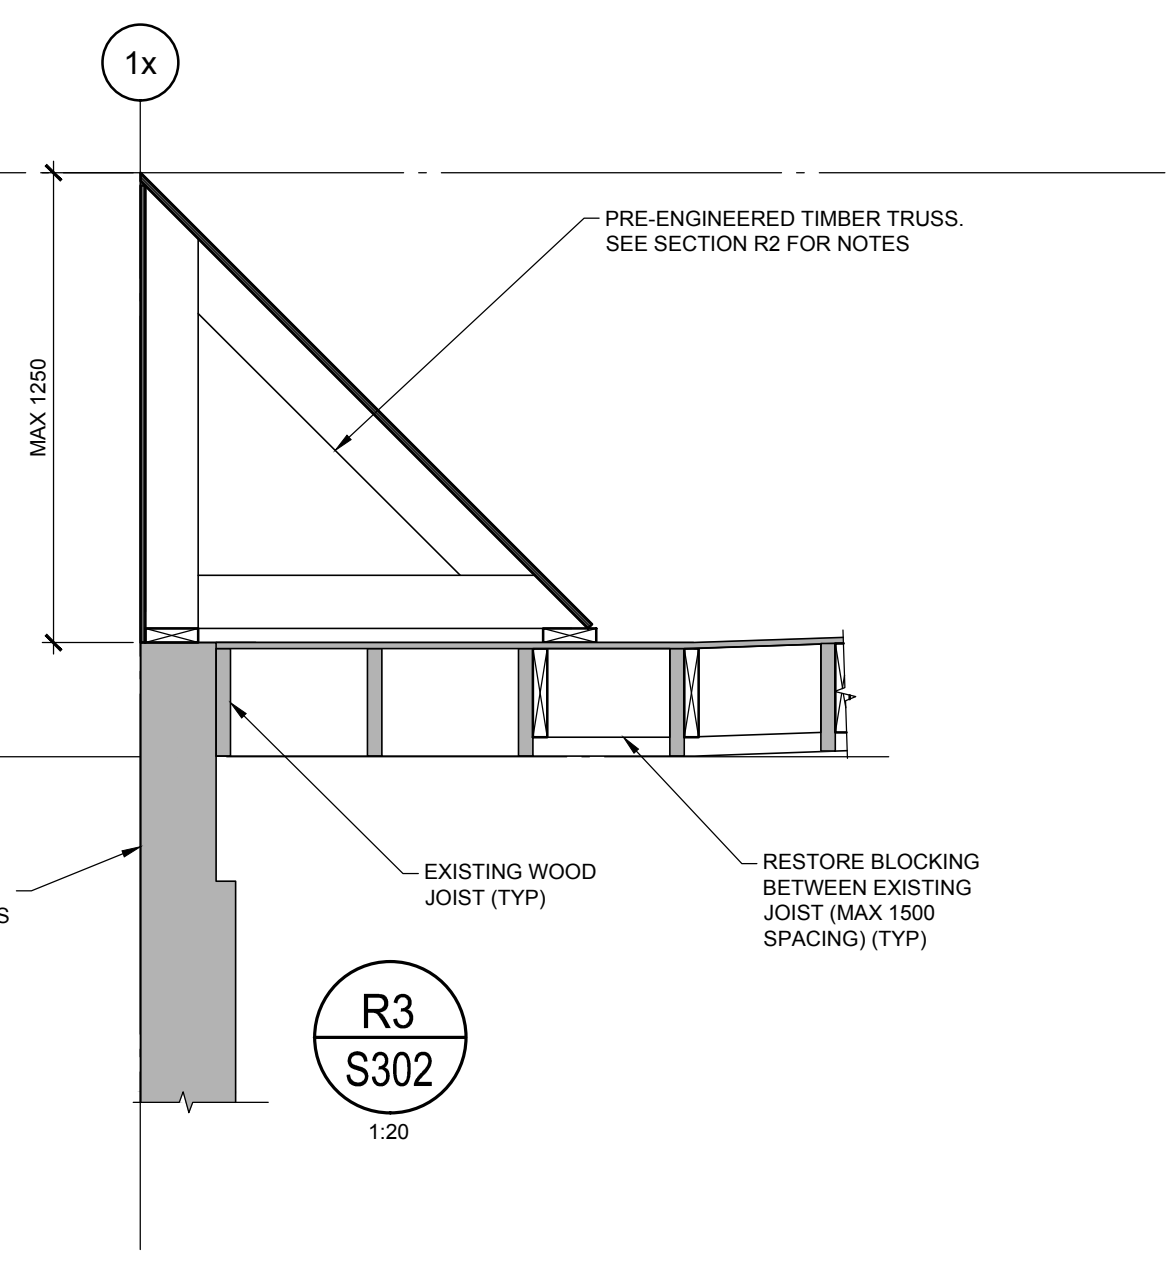 1x
PRE-ENGINEERED TIMBER TRUSS.
SEE SECTION R2 FOR NOTES
MAX 1250
EXISTING WOOD
JOIST (TYP)
RESTORE BLOCKING
BETWEEN EXISTING
JOIST (MAX 1500
SPACING) (TYP)
S
R3
S302
1:20